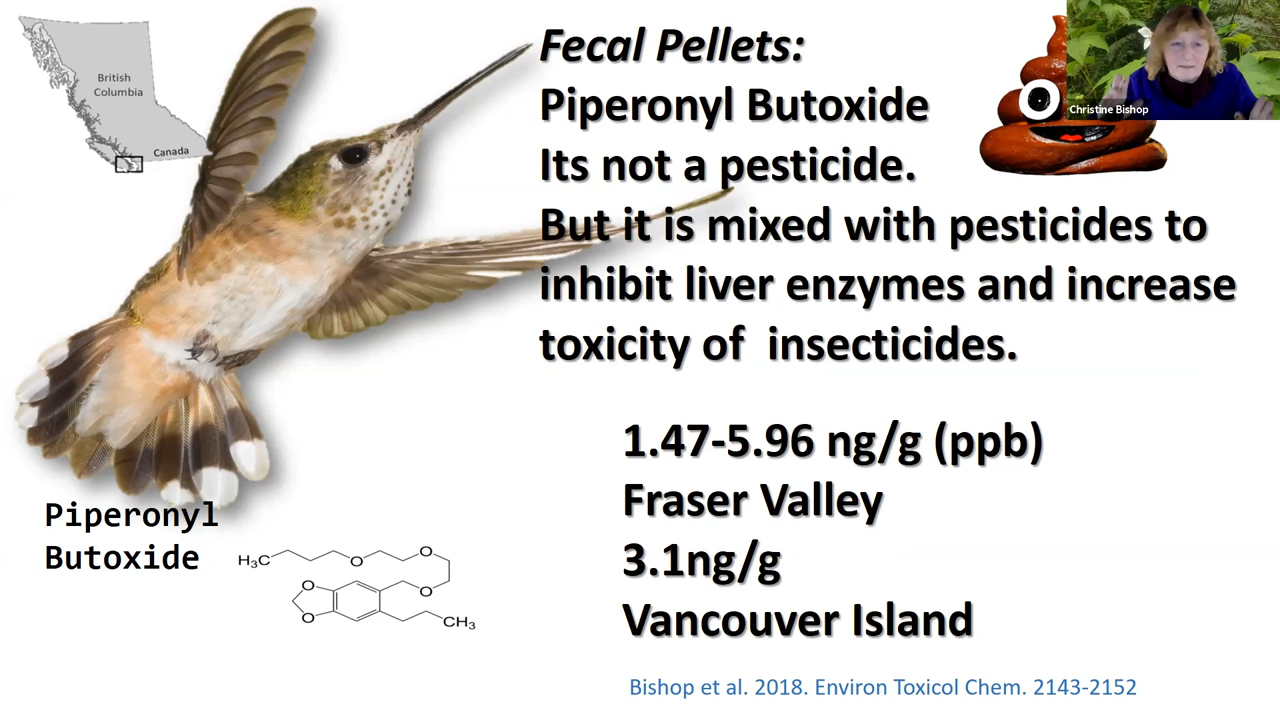 Fecal Pellets:
Piperonyl Butoxide
Its not a pesticide.
But it is mixed with pesticides to
inhibit liver enzymes and increase
toxicity of insecticides.
1.47-5.96 ng/g (ppb)
Fraser Valley
3.1ng/g
Vancouver Island
Bishop et al. 2018. Environ Toxicol Chem. 2143-2152
British
Columbia
Canada
Christine Bishop
Piperonyl
Butoxide
H₃C
O
O
O
O
O
CH₃